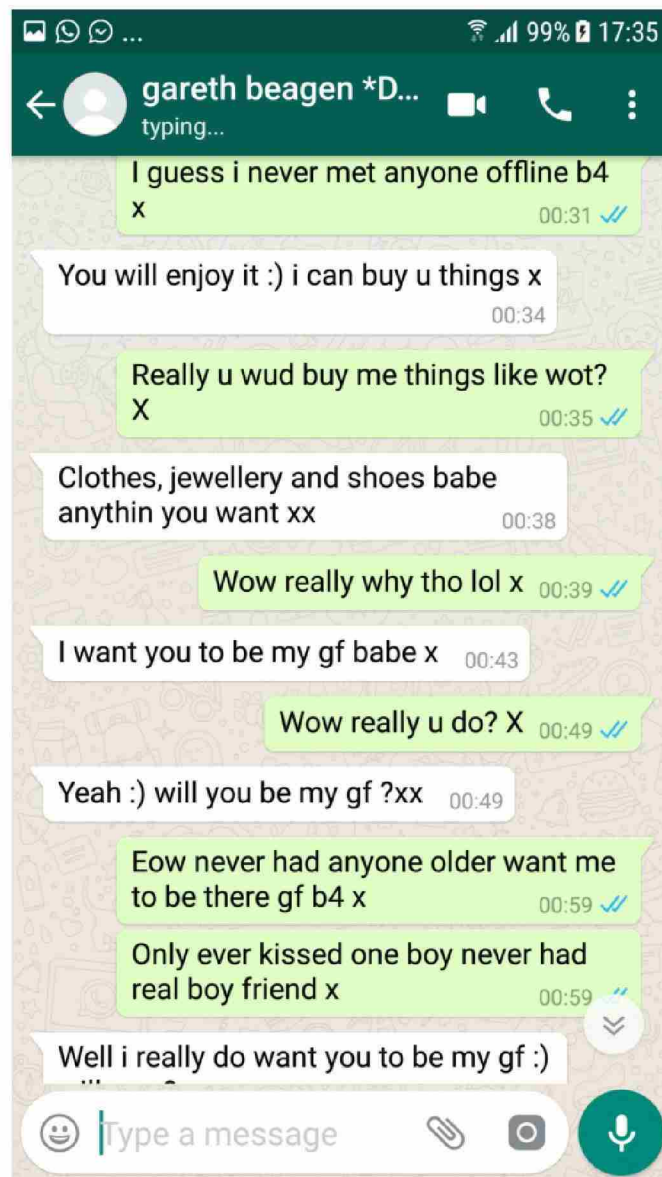 ... 99% 17:35
gareth beagen *D...
typing...
I guess i never met anyone offline b4
x
00:31
You will enjoy it :) i can buy u things x
00:34
Really u wud buy me things like wot?
X
00:35
Clothes, jewellery and shoes babe
anythin you want xx 00:38
Wow really why tho lol x 00:39
I want you to be my gf babe x 00:43
Wow really u do? X 00:49
Yeah :) will you be my gf ?xx 00:49
Eow never had anyone older want me
to be there gf b4 x 00:59
Only ever kissed one boy never had
real boy friend x 00:59
Well i really do want you to be my gf :)
Type a message